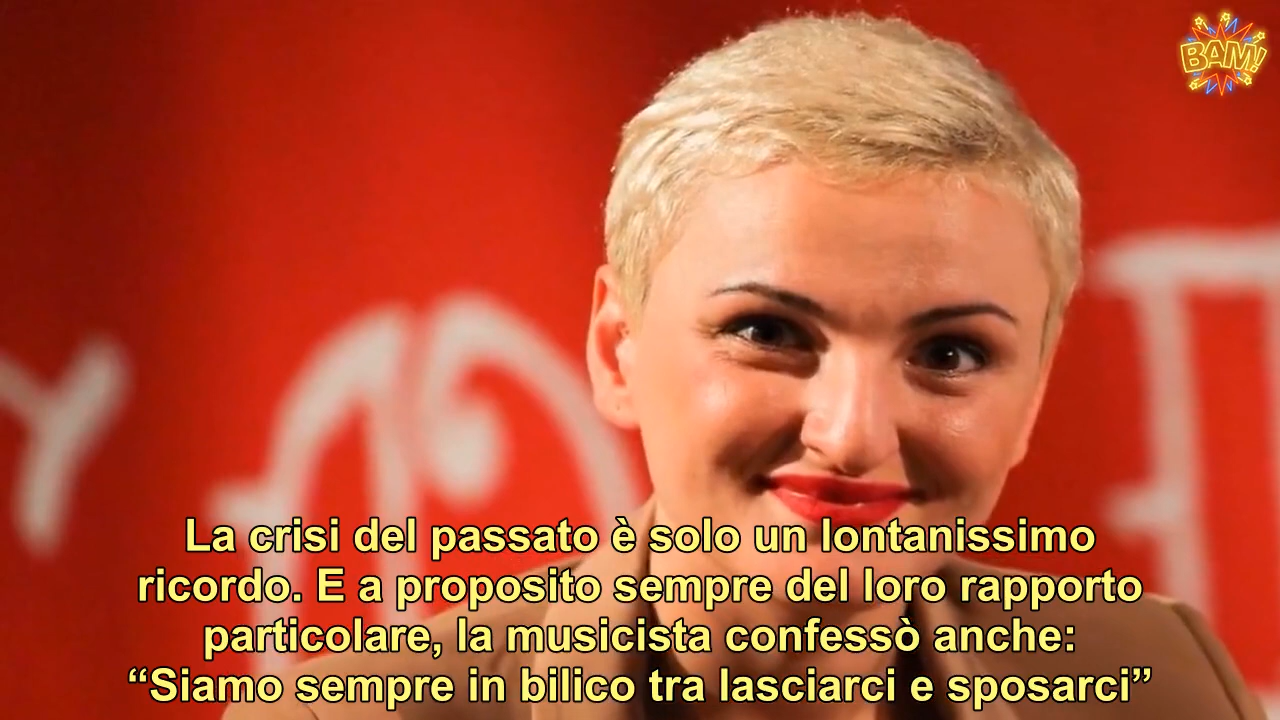 BAM!
La crisi del passato è solo un lontanissimo
ricordo. E a proposito sempre del loro rapporto
particolare, la musicista confessò anche:
“Siamo sempre in bilico tra lasciarci e sposarci”